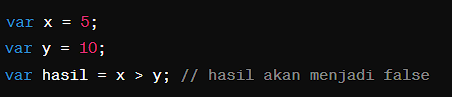 var x = 5;
var y = 10;
var hasil = x > y; // hasil akan menjadi false